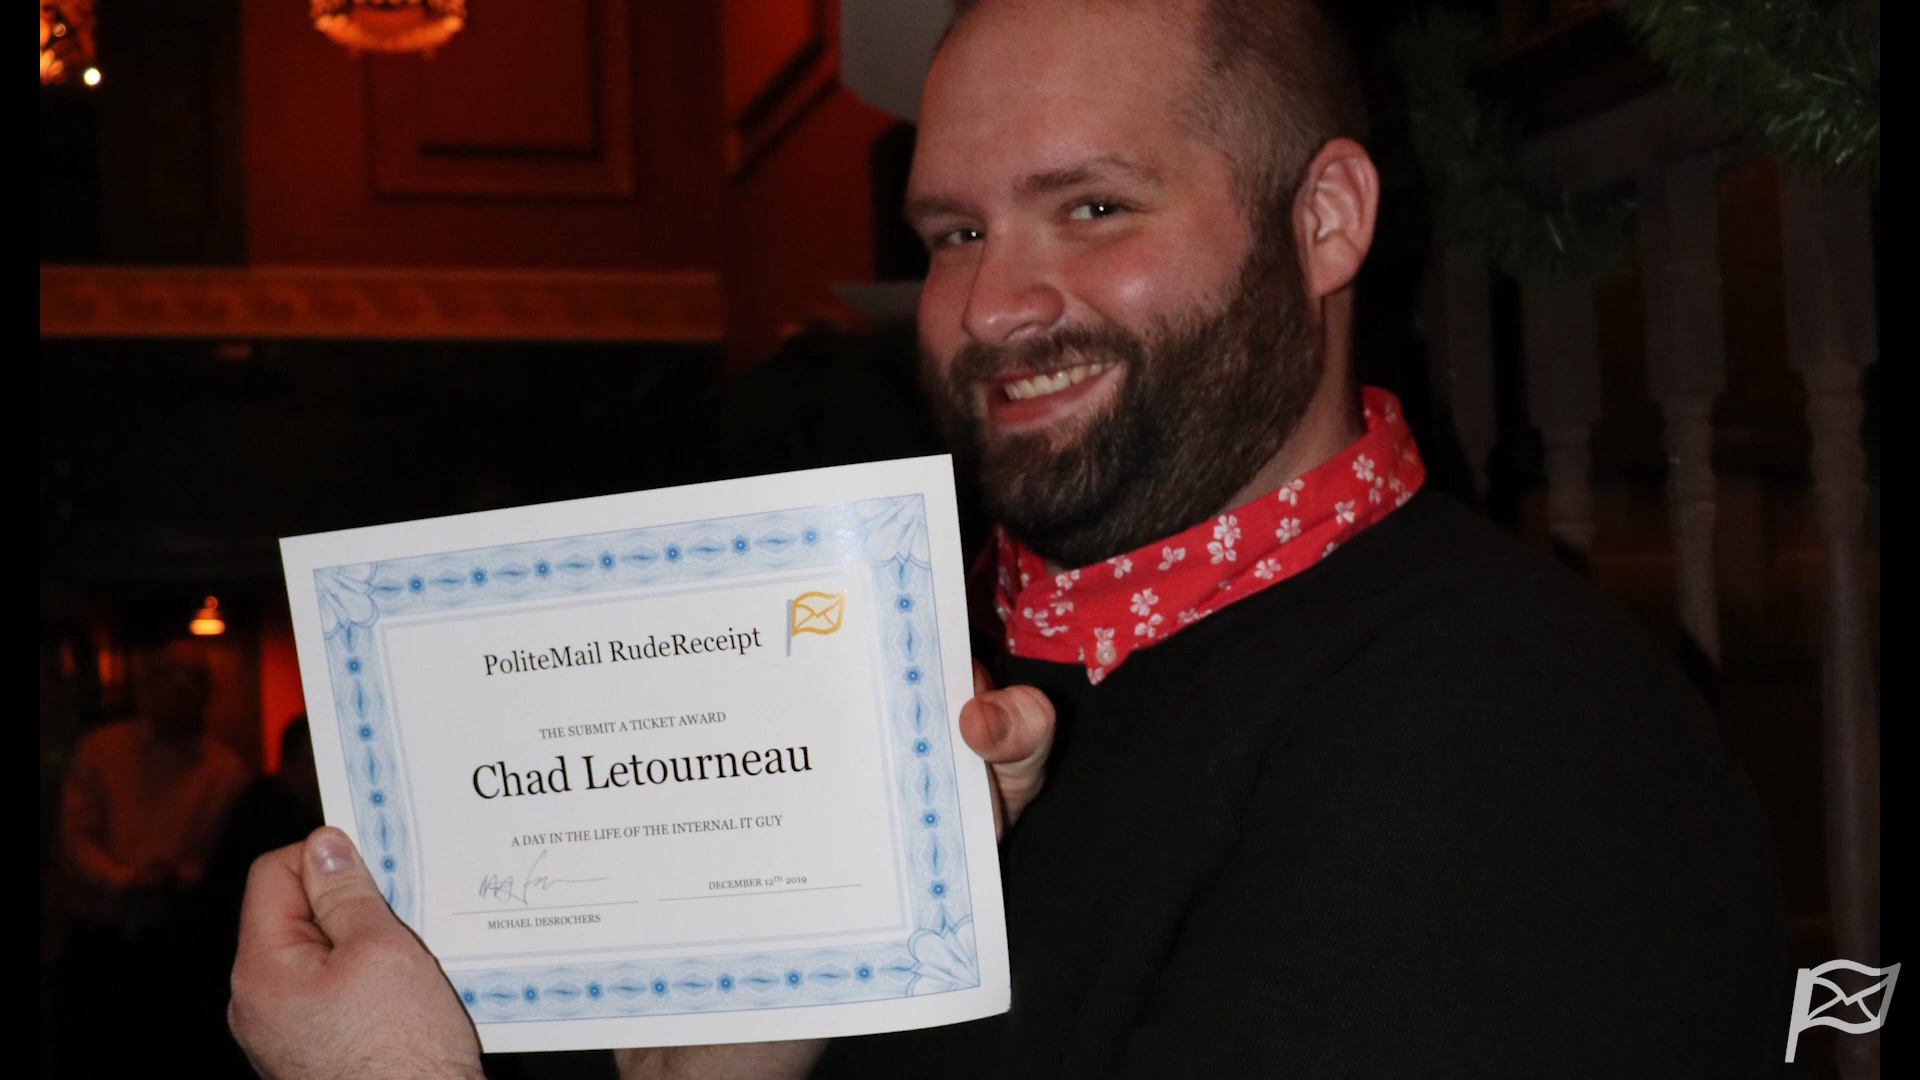 PoliteMail RudeReceipt
THE SUBMIT A TICKET AWARD
Chad Letourneau
A DAY IN THE LIFE OF THE INTERNAL IT GUY
DECEMBER 12TH 2019
MICHAEL DESROCHERS